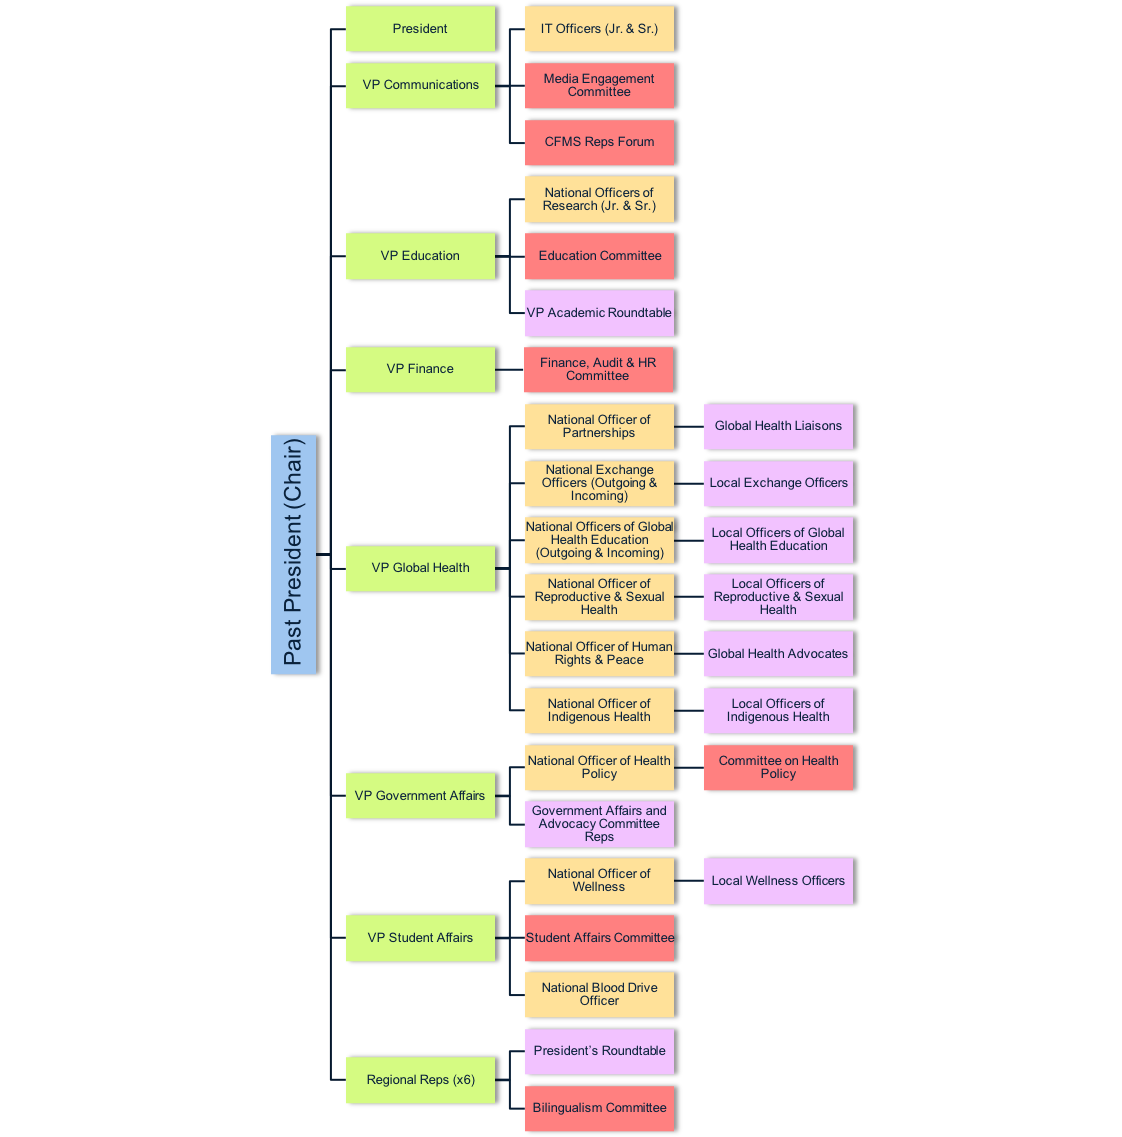 Past President (Chair)
President
VP Communications
IT Officers (Jr. & Sr.)
Media Engagement
Committee
CFMS Reps Forum
VP Education
National Officers of
Research (Jr. & Sr.)
Education Committee
VP Academic Roundtable
VP Finance
Finance, Audit & HR
Committee
VP Global Health
National Officer of
Partnerships
Global Health Liaisons
National Exchange
Officers (Outgoing &
Incoming)
Local Exchange Officers
National Officers of Global
Health Education
(Outgoing & Incoming)
Local Officers of Global
Health Education
National Officer of
Reproductive & Sexual
Health
Local Officers of
Reproductive & Sexual
Health
National Officer of Human
Rights & Peace
Global Health Advocates
National Officer of
Indigenous Health
Local Officers of
Indigenous Health
VP Government Affairs
National Officer of Health
Policy
Committee on Health
Policy
Government Affairs and
Advocacy Committee
Reps
VP Student Affairs
National Officer of
Wellness
Local Wellness Officers
Student Affairs Committee
National Blood Drive
Officer
Regional Reps (x6)
President’s Roundtable
Bilingualism Committee